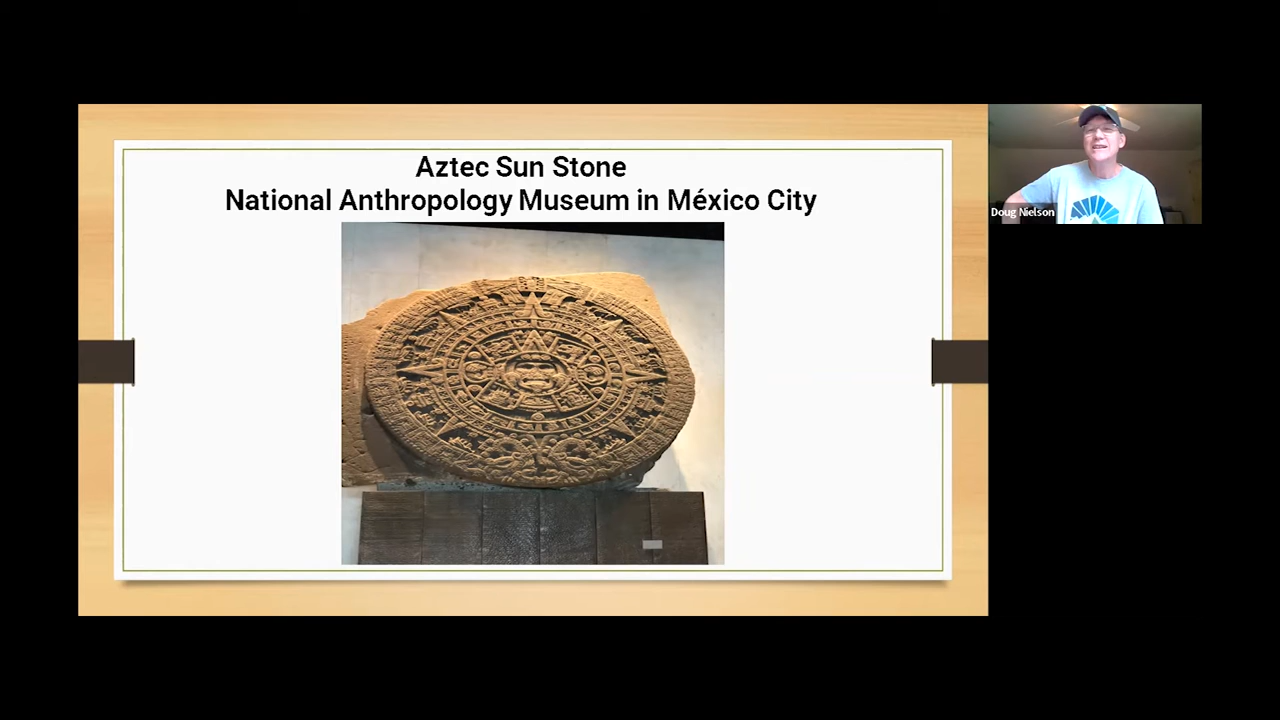 Aztec Sun Stone
National Anthropology Museum in México City
Doug Nielson